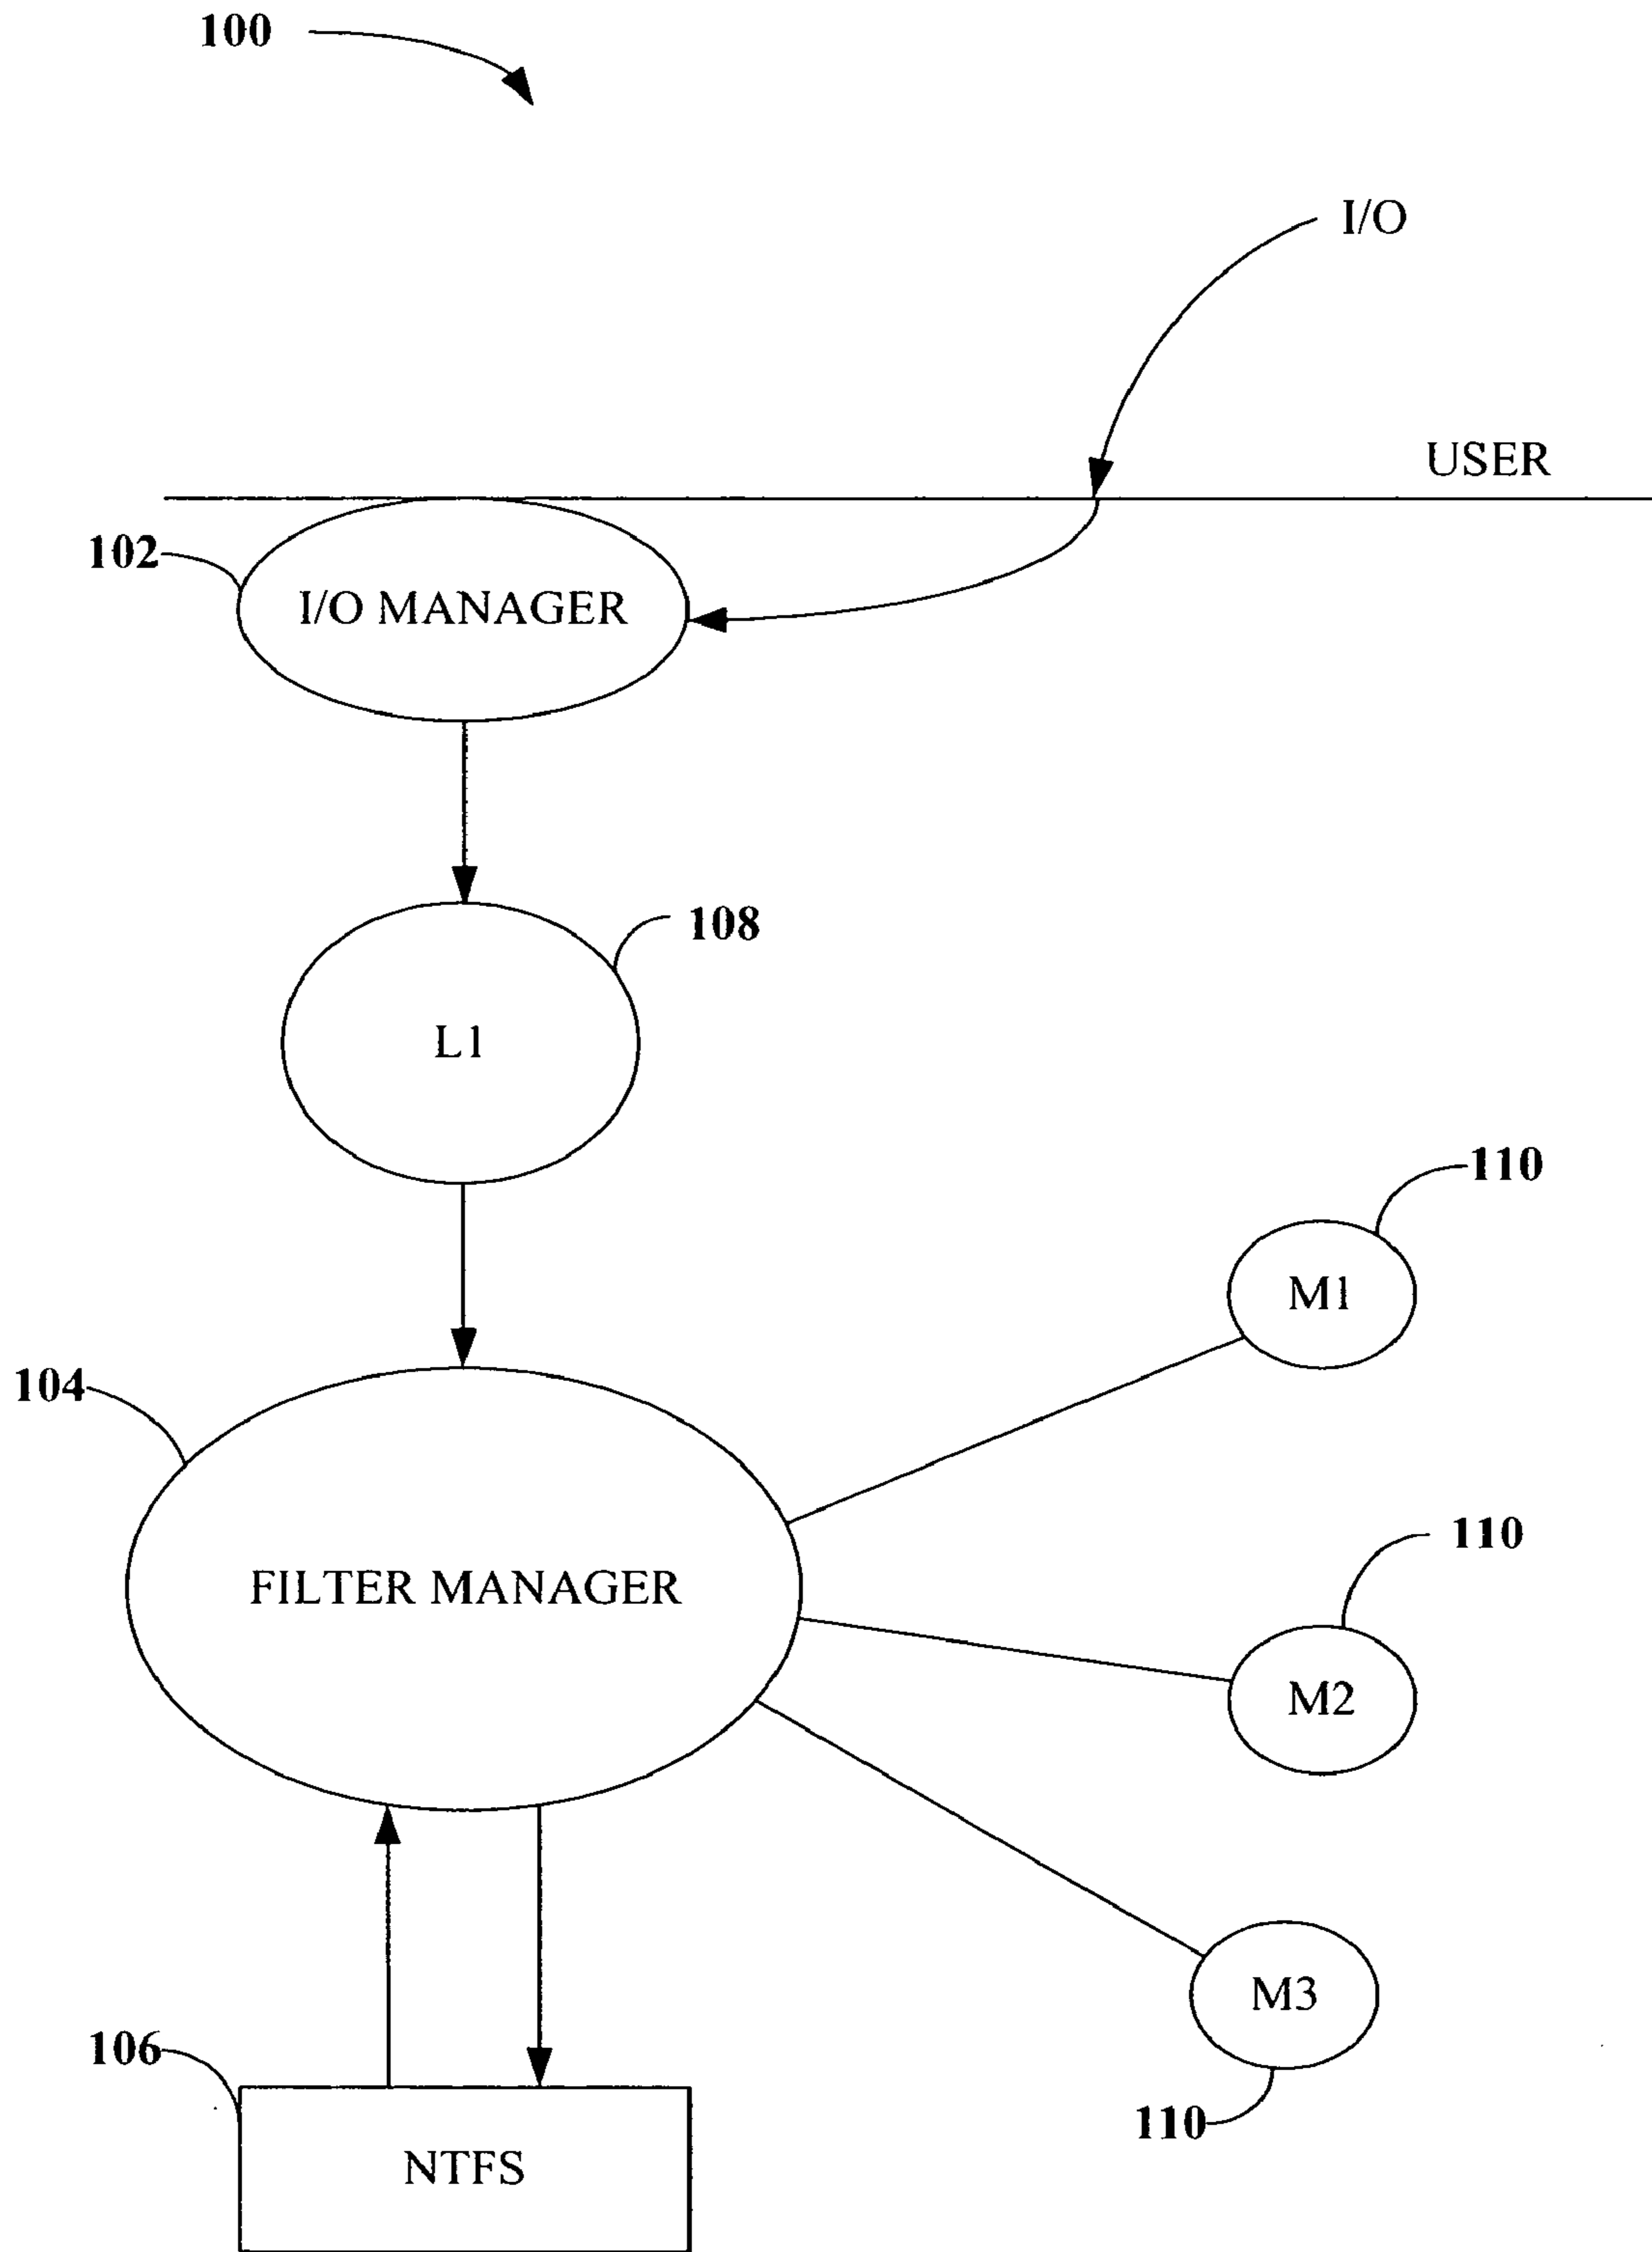 100
I/O
USER
102
I/O MANAGER
108
L1
110
M1
104
110
FILTER MANAGER
M2
M3
106
110
NTFS